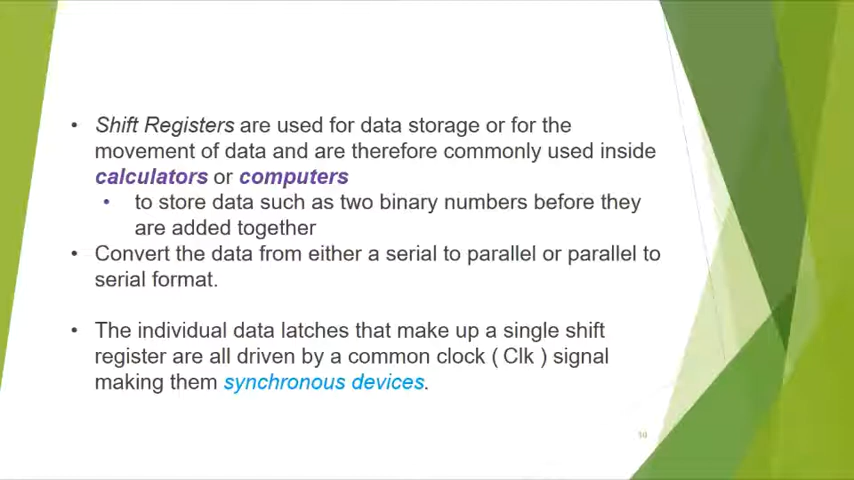 • Shift Registers are used for data storage or for the
movement of data and are therefore commonly used inside
calculators or computers
• to store data such as two binary numbers before they
are added together
• Convert the data from either a serial to parallel or parallel to
serial format.
• The individual data latches that make up a single shift
register are all driven by a common clock ( Clk ) signal
making them synchronous devices.